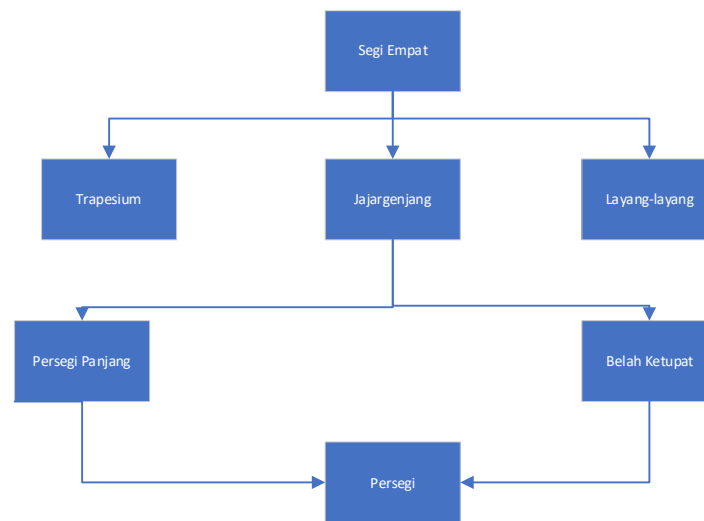 Segi Empat
Trapesium
Jajargenjang
Layang-layang
Persegi Panjang
Belah Ketupat
Persegi